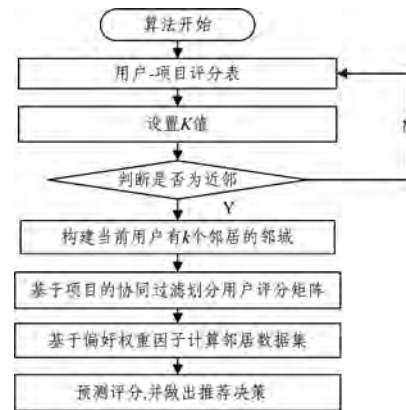 算法开始
用户-项目评分表
设置K值
判断是否为近邻
Y
构建当前用户有k个邻居的邻域
基于项目的协同过滤划分用户评分矩阵
基于偏好权重因子计算邻居数据集
预测评分,并做出推荐决策